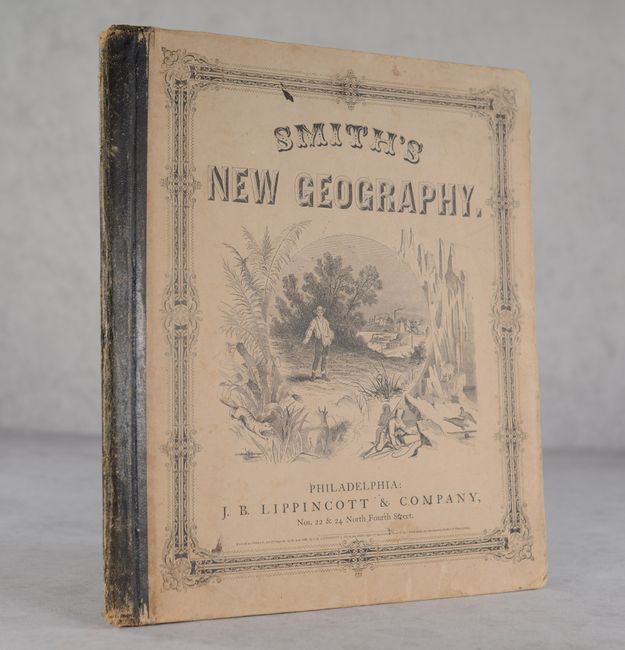 SMITH'S
NEW GEOGRAPHY.
PHILADELPHIA:
J. B. LIPPINCOTT & COMPANY,
Nos. 22 & 24 North Fourth Street.